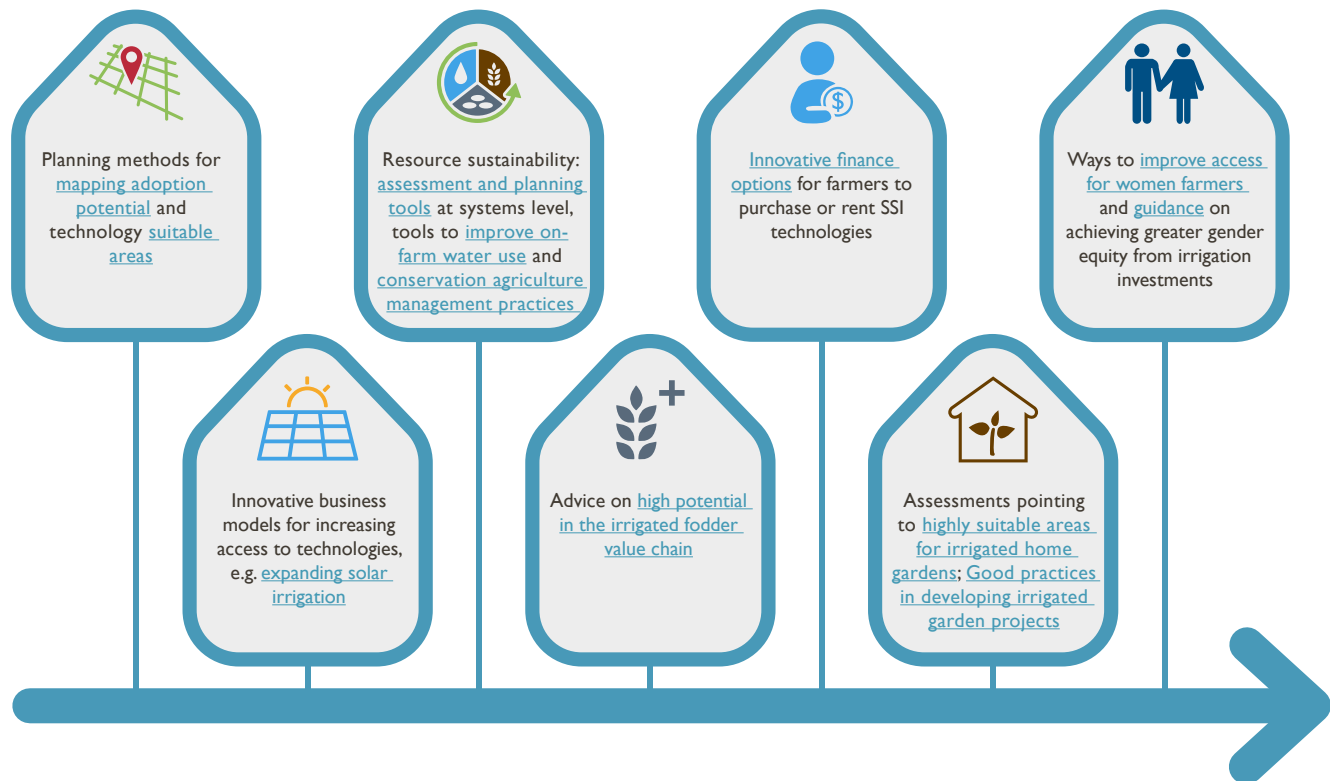 Planning methods for
mapping adoption
potential and
technology suitable
areas
Resource sustainability:
assessment and planning
tools at systems level,
tools to improve on-
farm water use and
conservation agriculture
management practices
$
Innovative finance
options for farmers to
purchase or rent SSI
technologies
Ways to improve access
for women farmers
and guidance on
achieving greater gender
equity from irrigation
investments
Innovative business
models for increasing
access to technologies,
e.g. expanding solar
irrigation
Advice on high potential
in the irrigated fodder
value chain
Assessments pointing
to highly suitable areas
for irrigated home
gardens; Good practices
in developing irrigated
garden projects